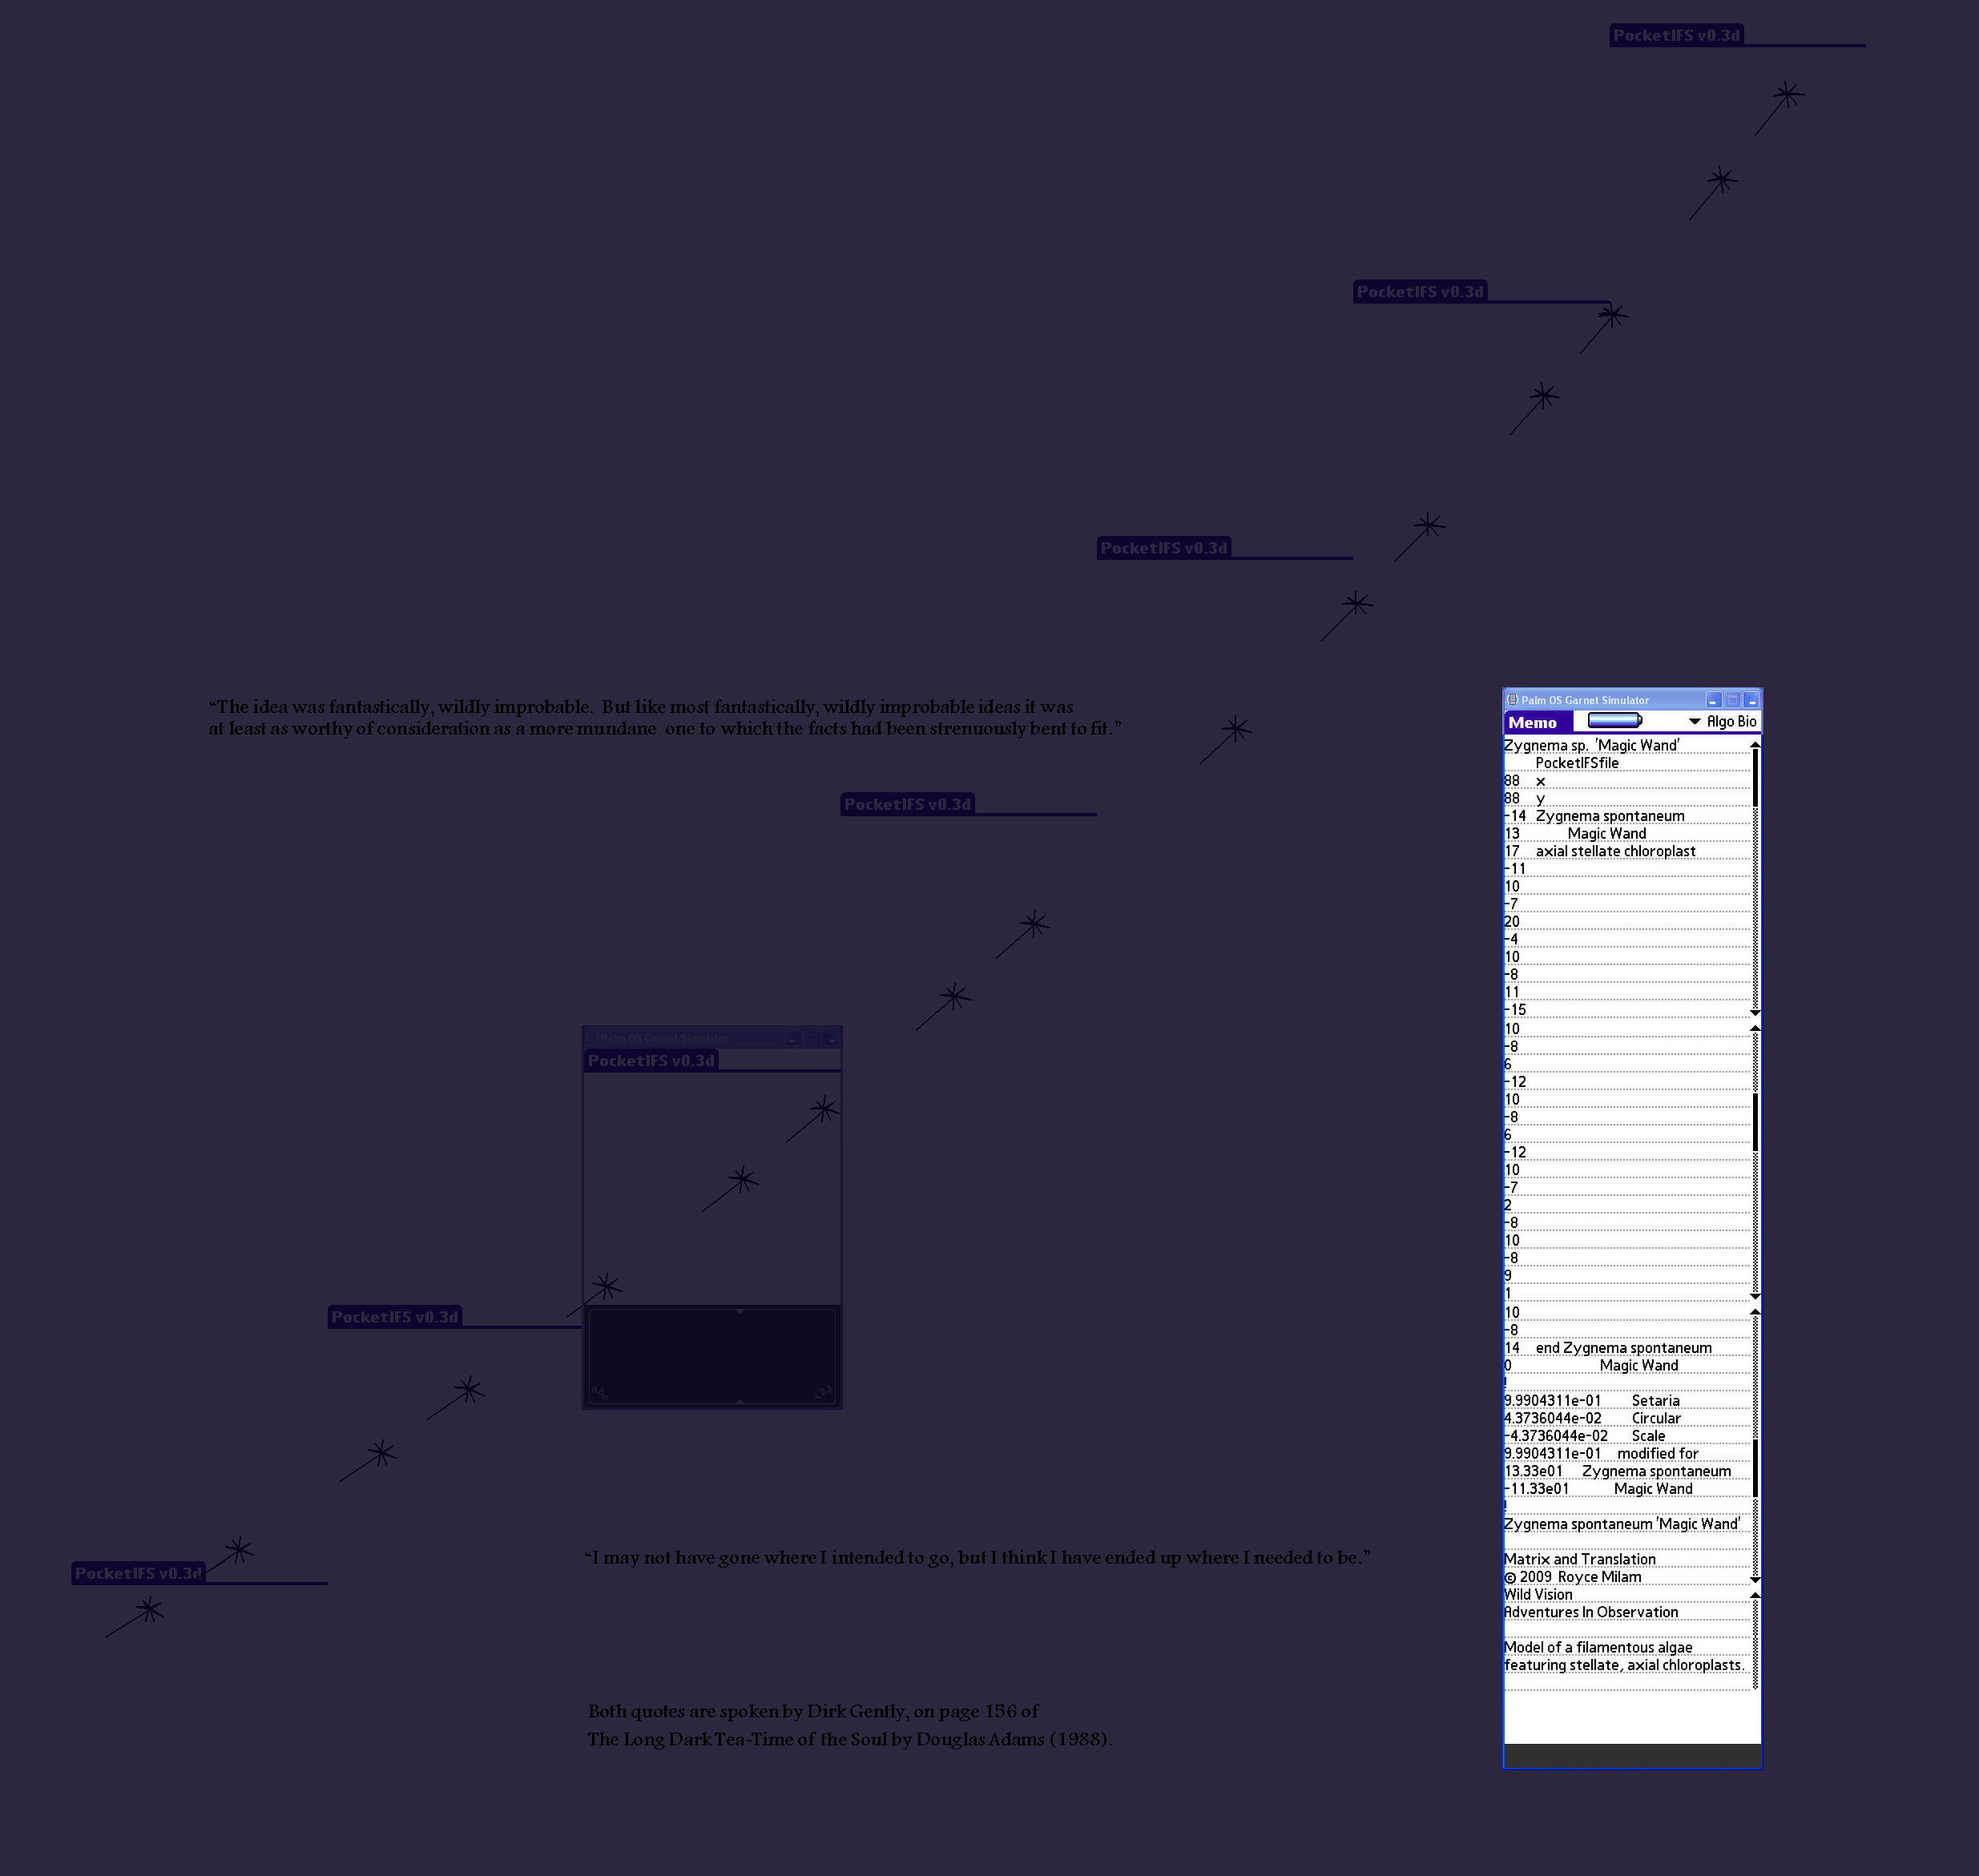 PocketIFS v0.3d
PocketIFS v0.3d
PocketIFS v0.3d
“The idea was fantastically, wildly improbable.  But like most fantastically, wildly improbable ideas it was
at least as worthy of consideration as a more mundane  one to which the facts had been strenuously bent to fit.”
PocketIFS v0.3d
Palm OS Garnet Simulator
PocketIFS v0.3d
PocketIFS v0.3d
PocketIFS v0.3d
“I may not have gone where I intended to go, but I think I have ended up where I needed to be.”
Both quotes are spoken by Dirk Gently, on page 156 of
The Long Dark Tea-Time of the Soul by Douglas Adams (1988).
Palm OS Garnet Simulator
Memo Algo Bio
Zygnema sp. 'Magic Wand'
PocketIFSfile
88 x
88 y
-14 Zygnema spontaneum
13 Magic Wand
17 axial stellate chloroplast
-11
10
-7
20
-4
10
-8
11
-15
10
-8
6
-12
10
-8
6
-12
10
-7
2
-8
10
-8
9
1
10
-8
14 end Zygnema spontaneum
0 Magic Wand
!
9.9904311e-01 Setaria
4.3736044e-02 Circular
-4.3736044e-02 Scale
9.9904311e-01 modified for
13.33e01 Zygnema spontaneum
-11.33e01 Magic Wand
!
Zygnema spontaneum 'Magic Wand'
Matrix and Translation
© 2009 Royce Milam
Wild Vision
Adventures In Observation
Model of a filamentous algae
featuring stellate, axial chloroplasts.